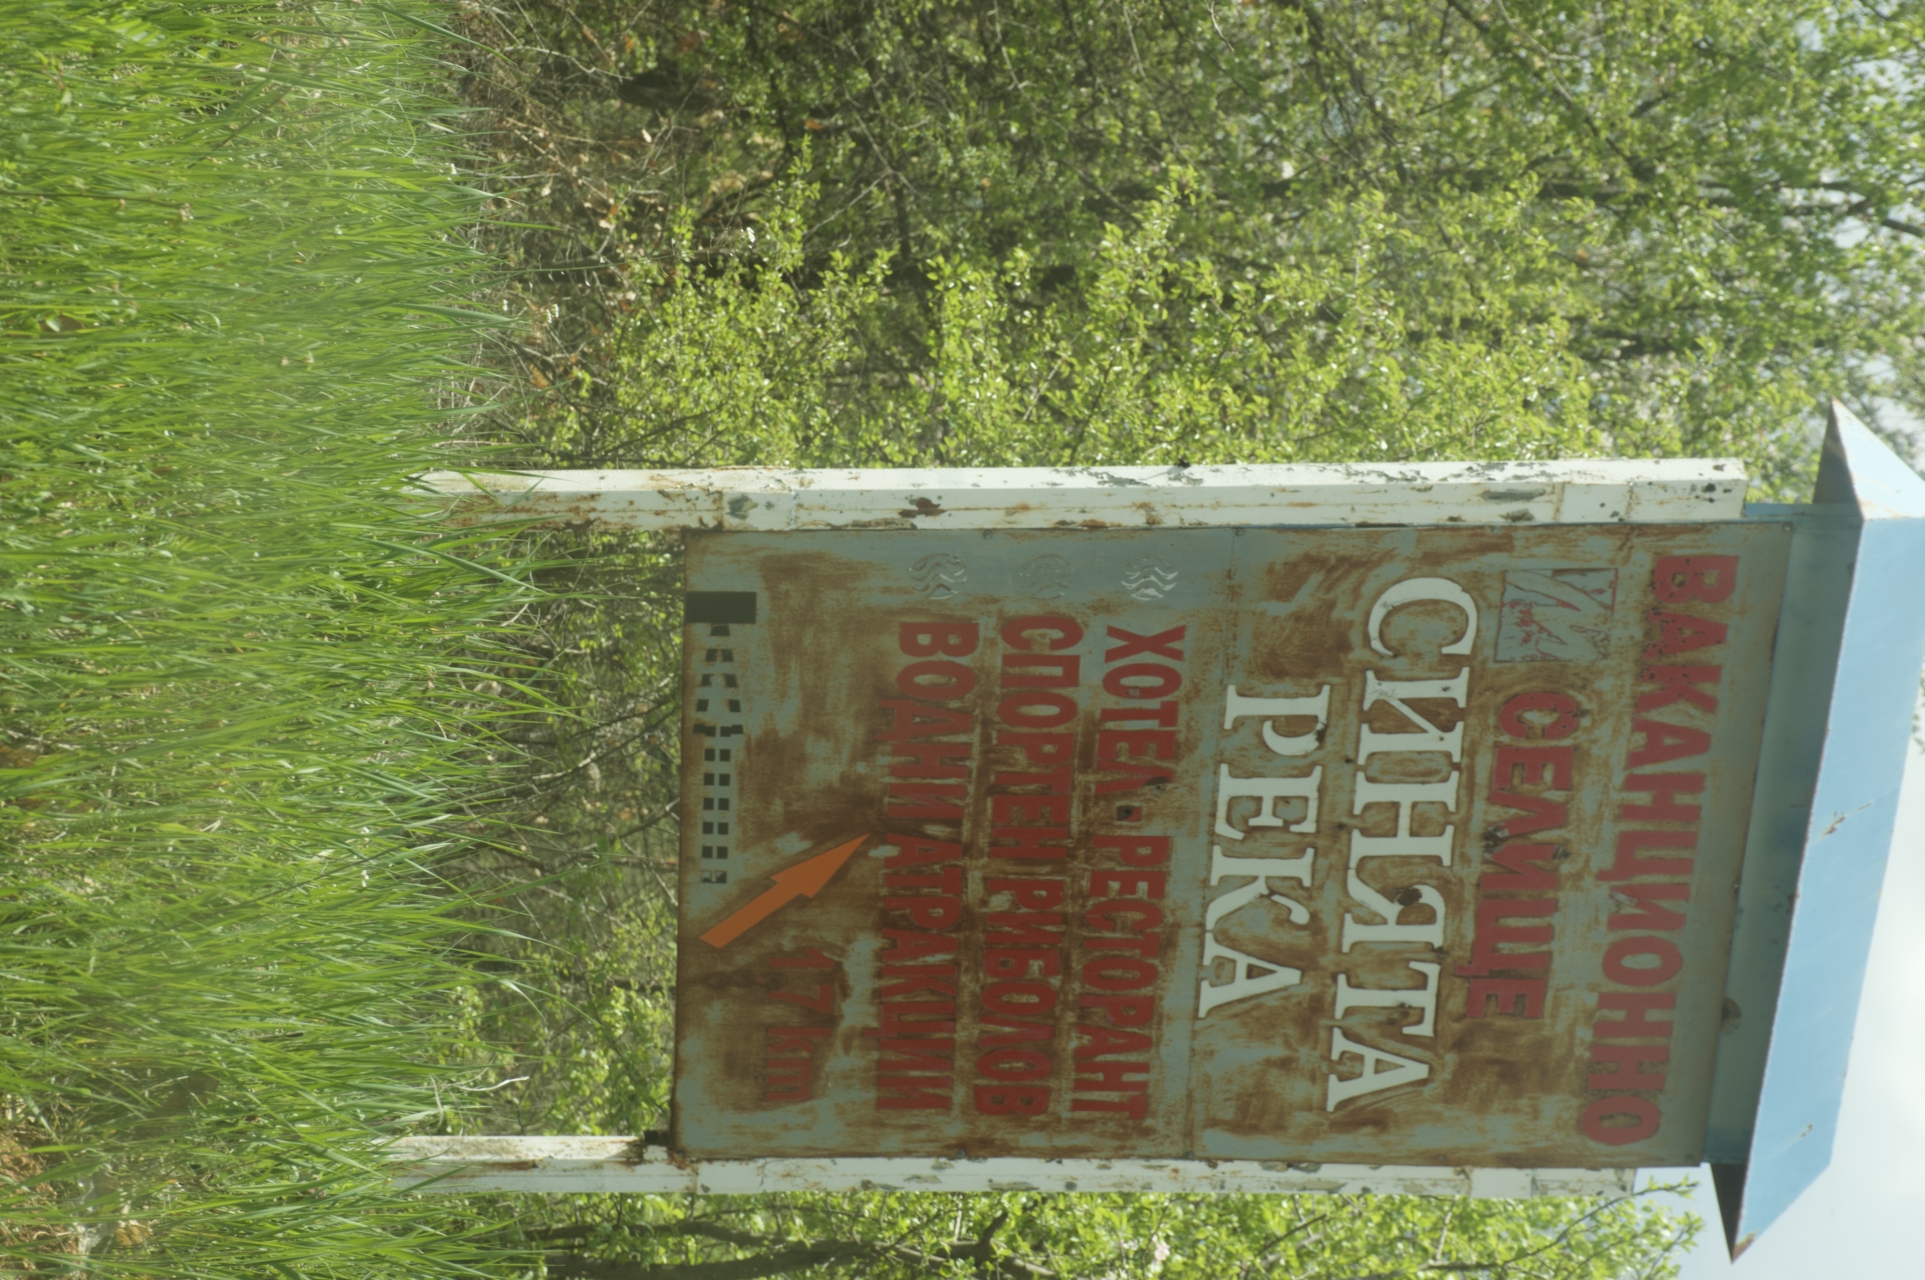 ВАКАНЦИОННО
СЕЛИЩЕ
СИНЯТА
РЕКА
ХОТЕЛ • РЕСТОРАНТ
СПОРТЕН РИБОЛОВ
ВОДНИ АТРАКЦИИ
17 km